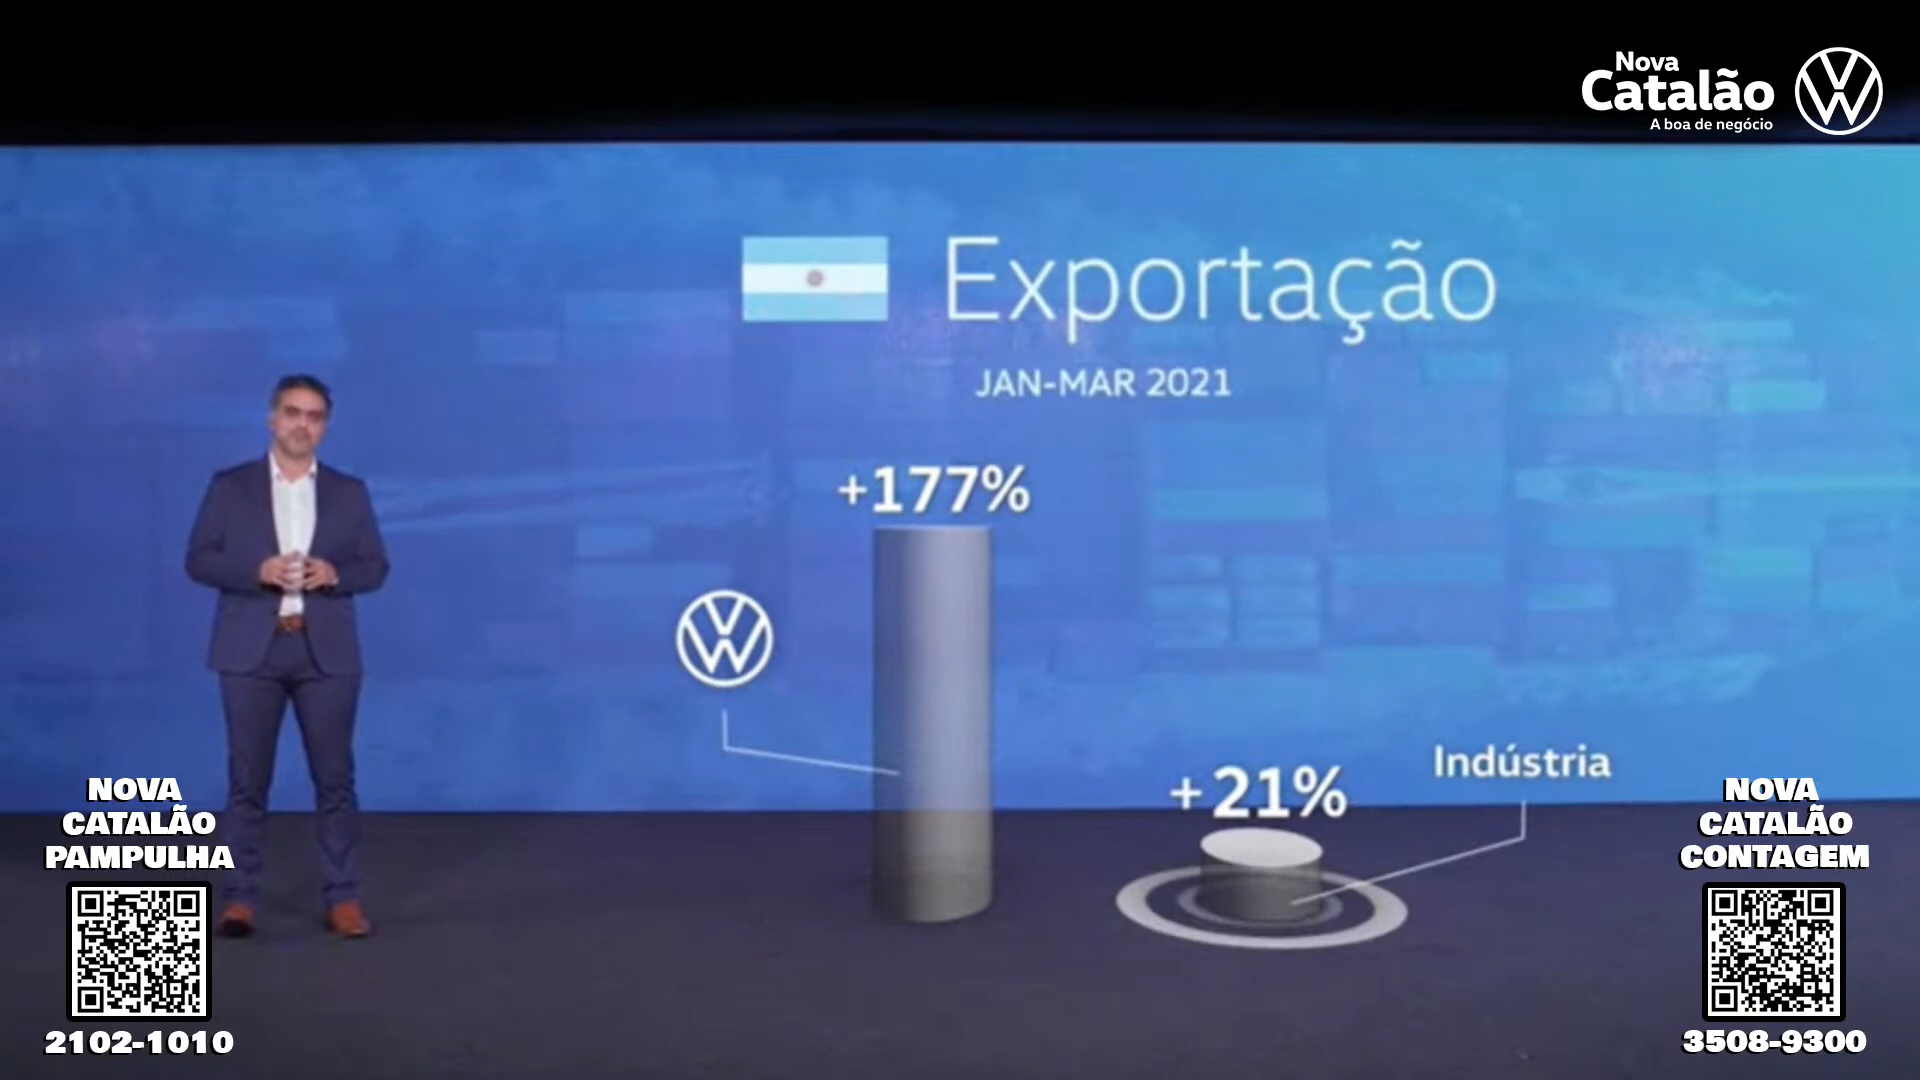 Nova
Catalão
A boa de negócio
Exportação
JAN-MAR 2021
+177%
+21%
Indústria
NOVA
CATALÃO
PAMPULHA
2102-1010
NOVA
CATALÃO
CONTAGEM
3508-9300